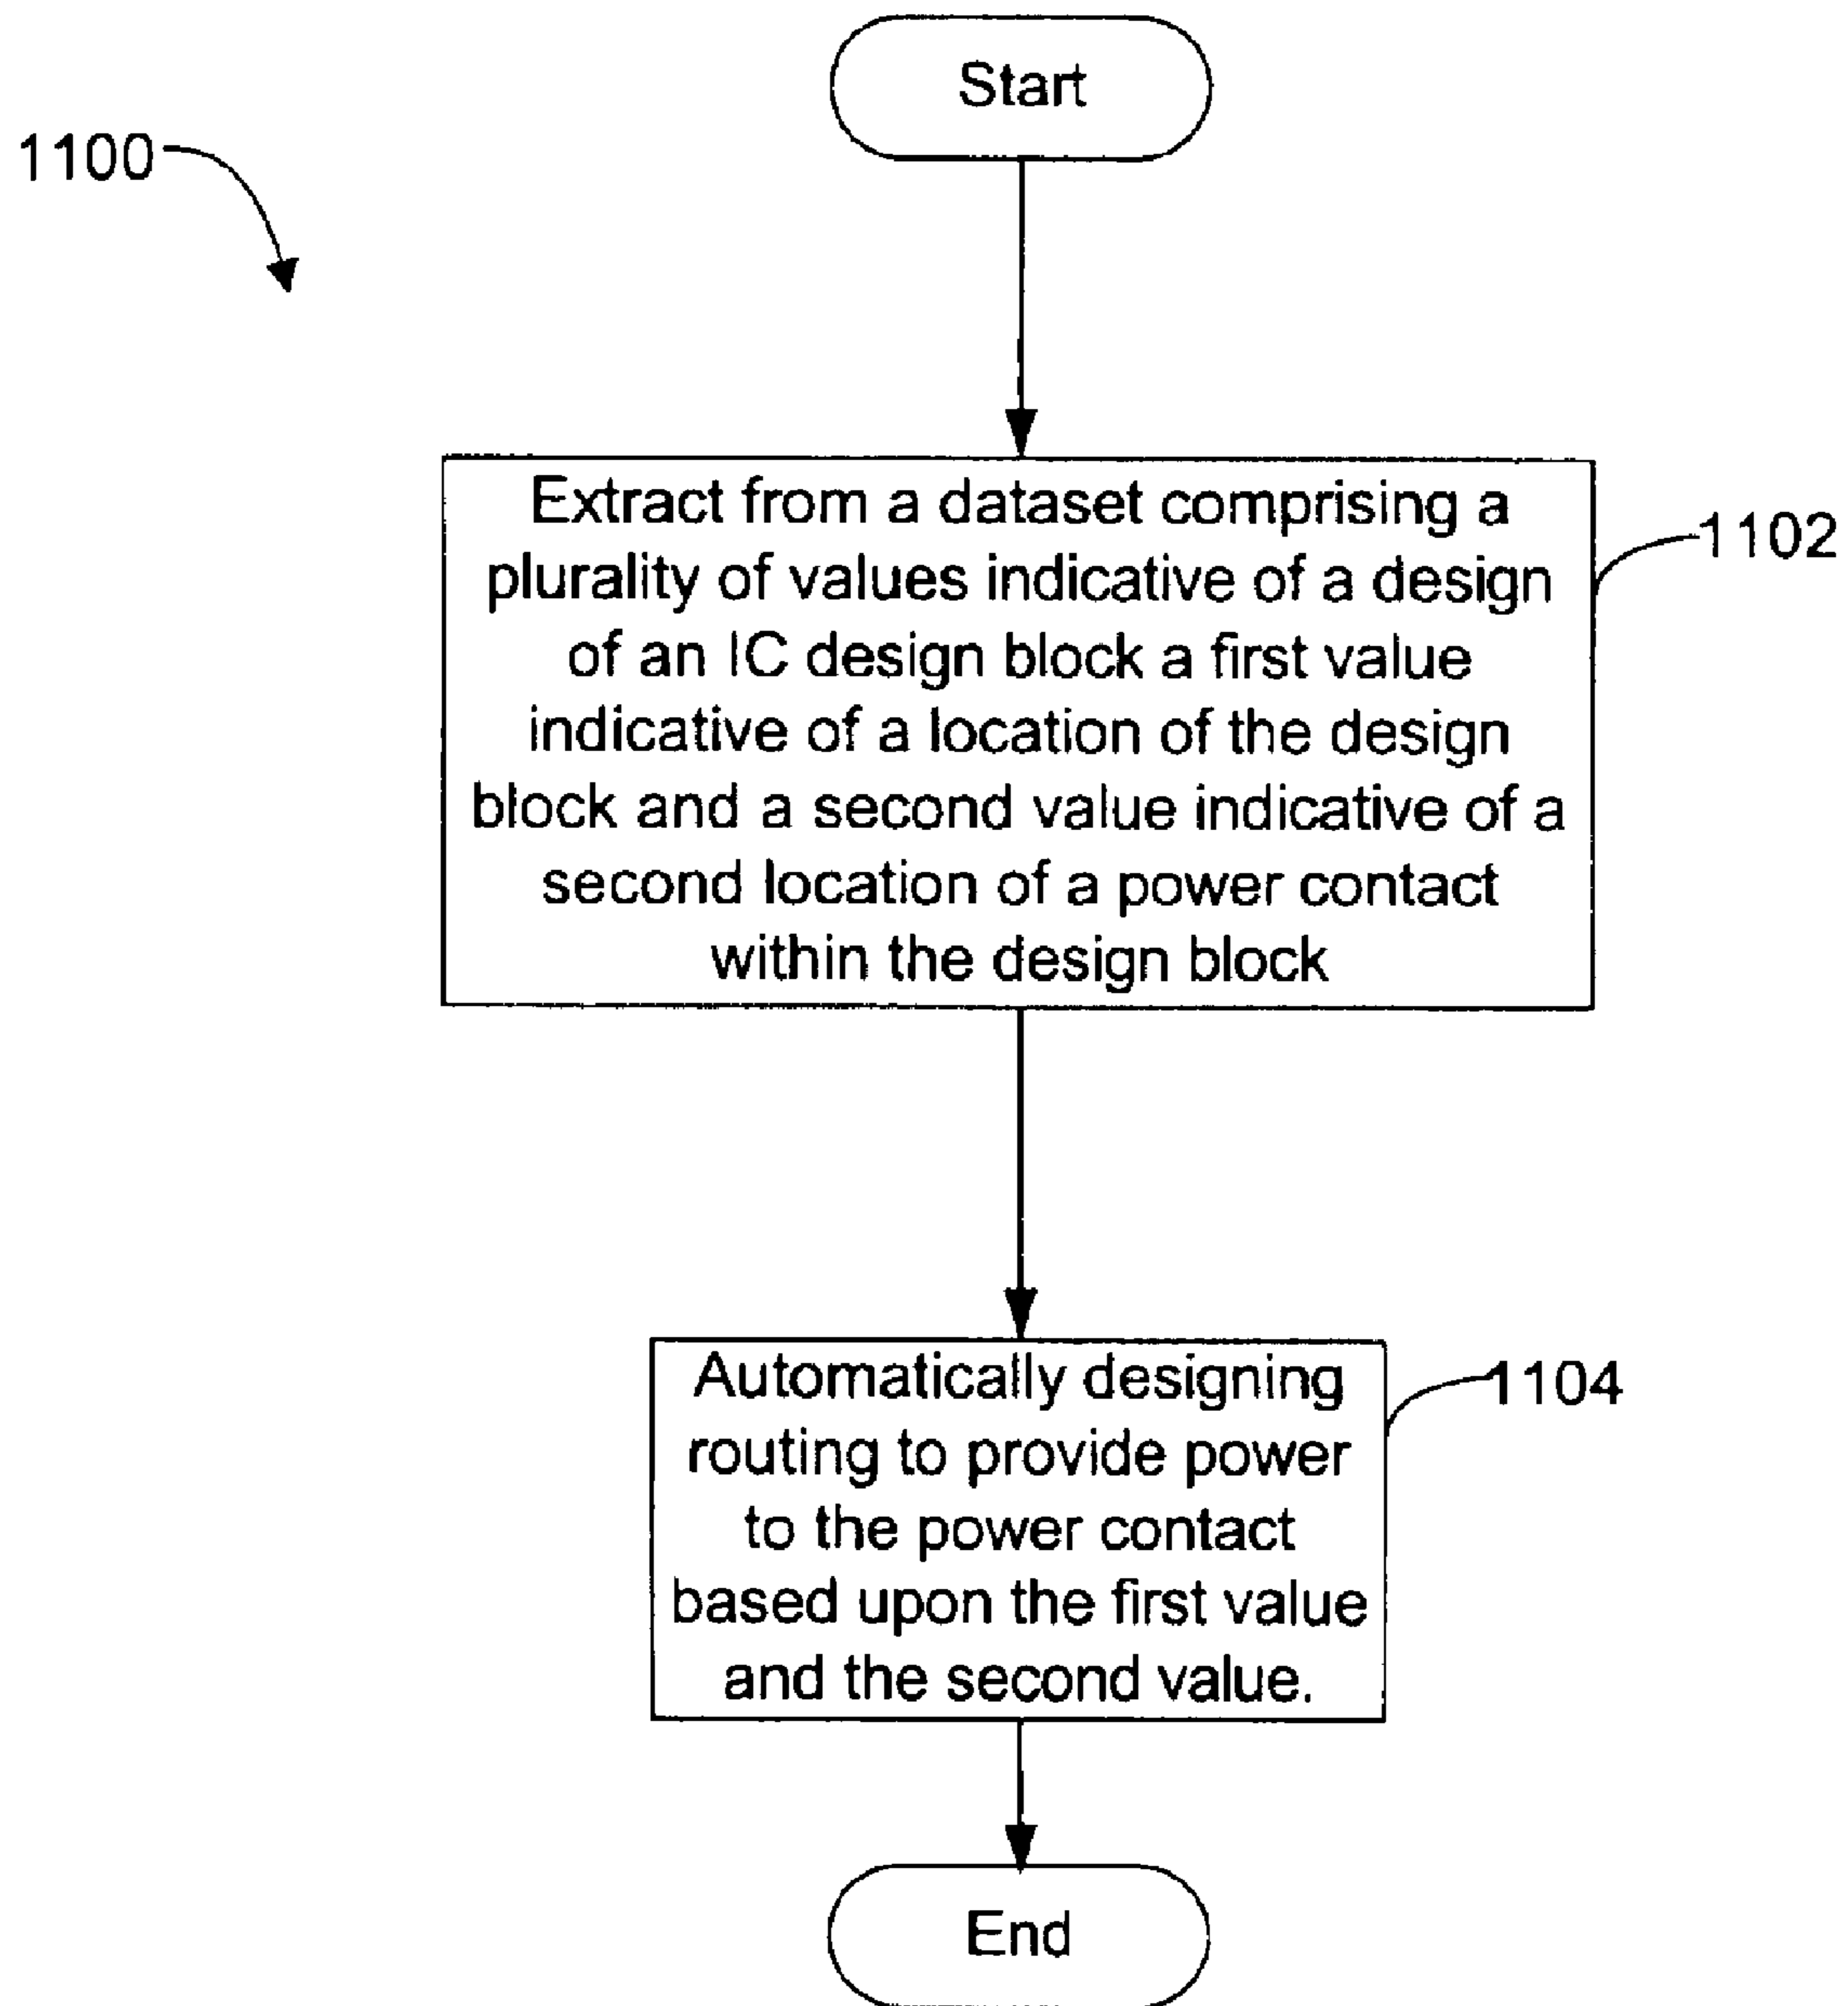 Start
1100
Extract from a dataset comprising a
plurality of values indicative of a design
of an IC design block a first value
indicative of a location of the design
block and a second value indicative of a
second location of a power contact
within the design block
1102
Automatically designing
routing to provide power
to the power contact
based upon the first value
and the second value.
1104
End